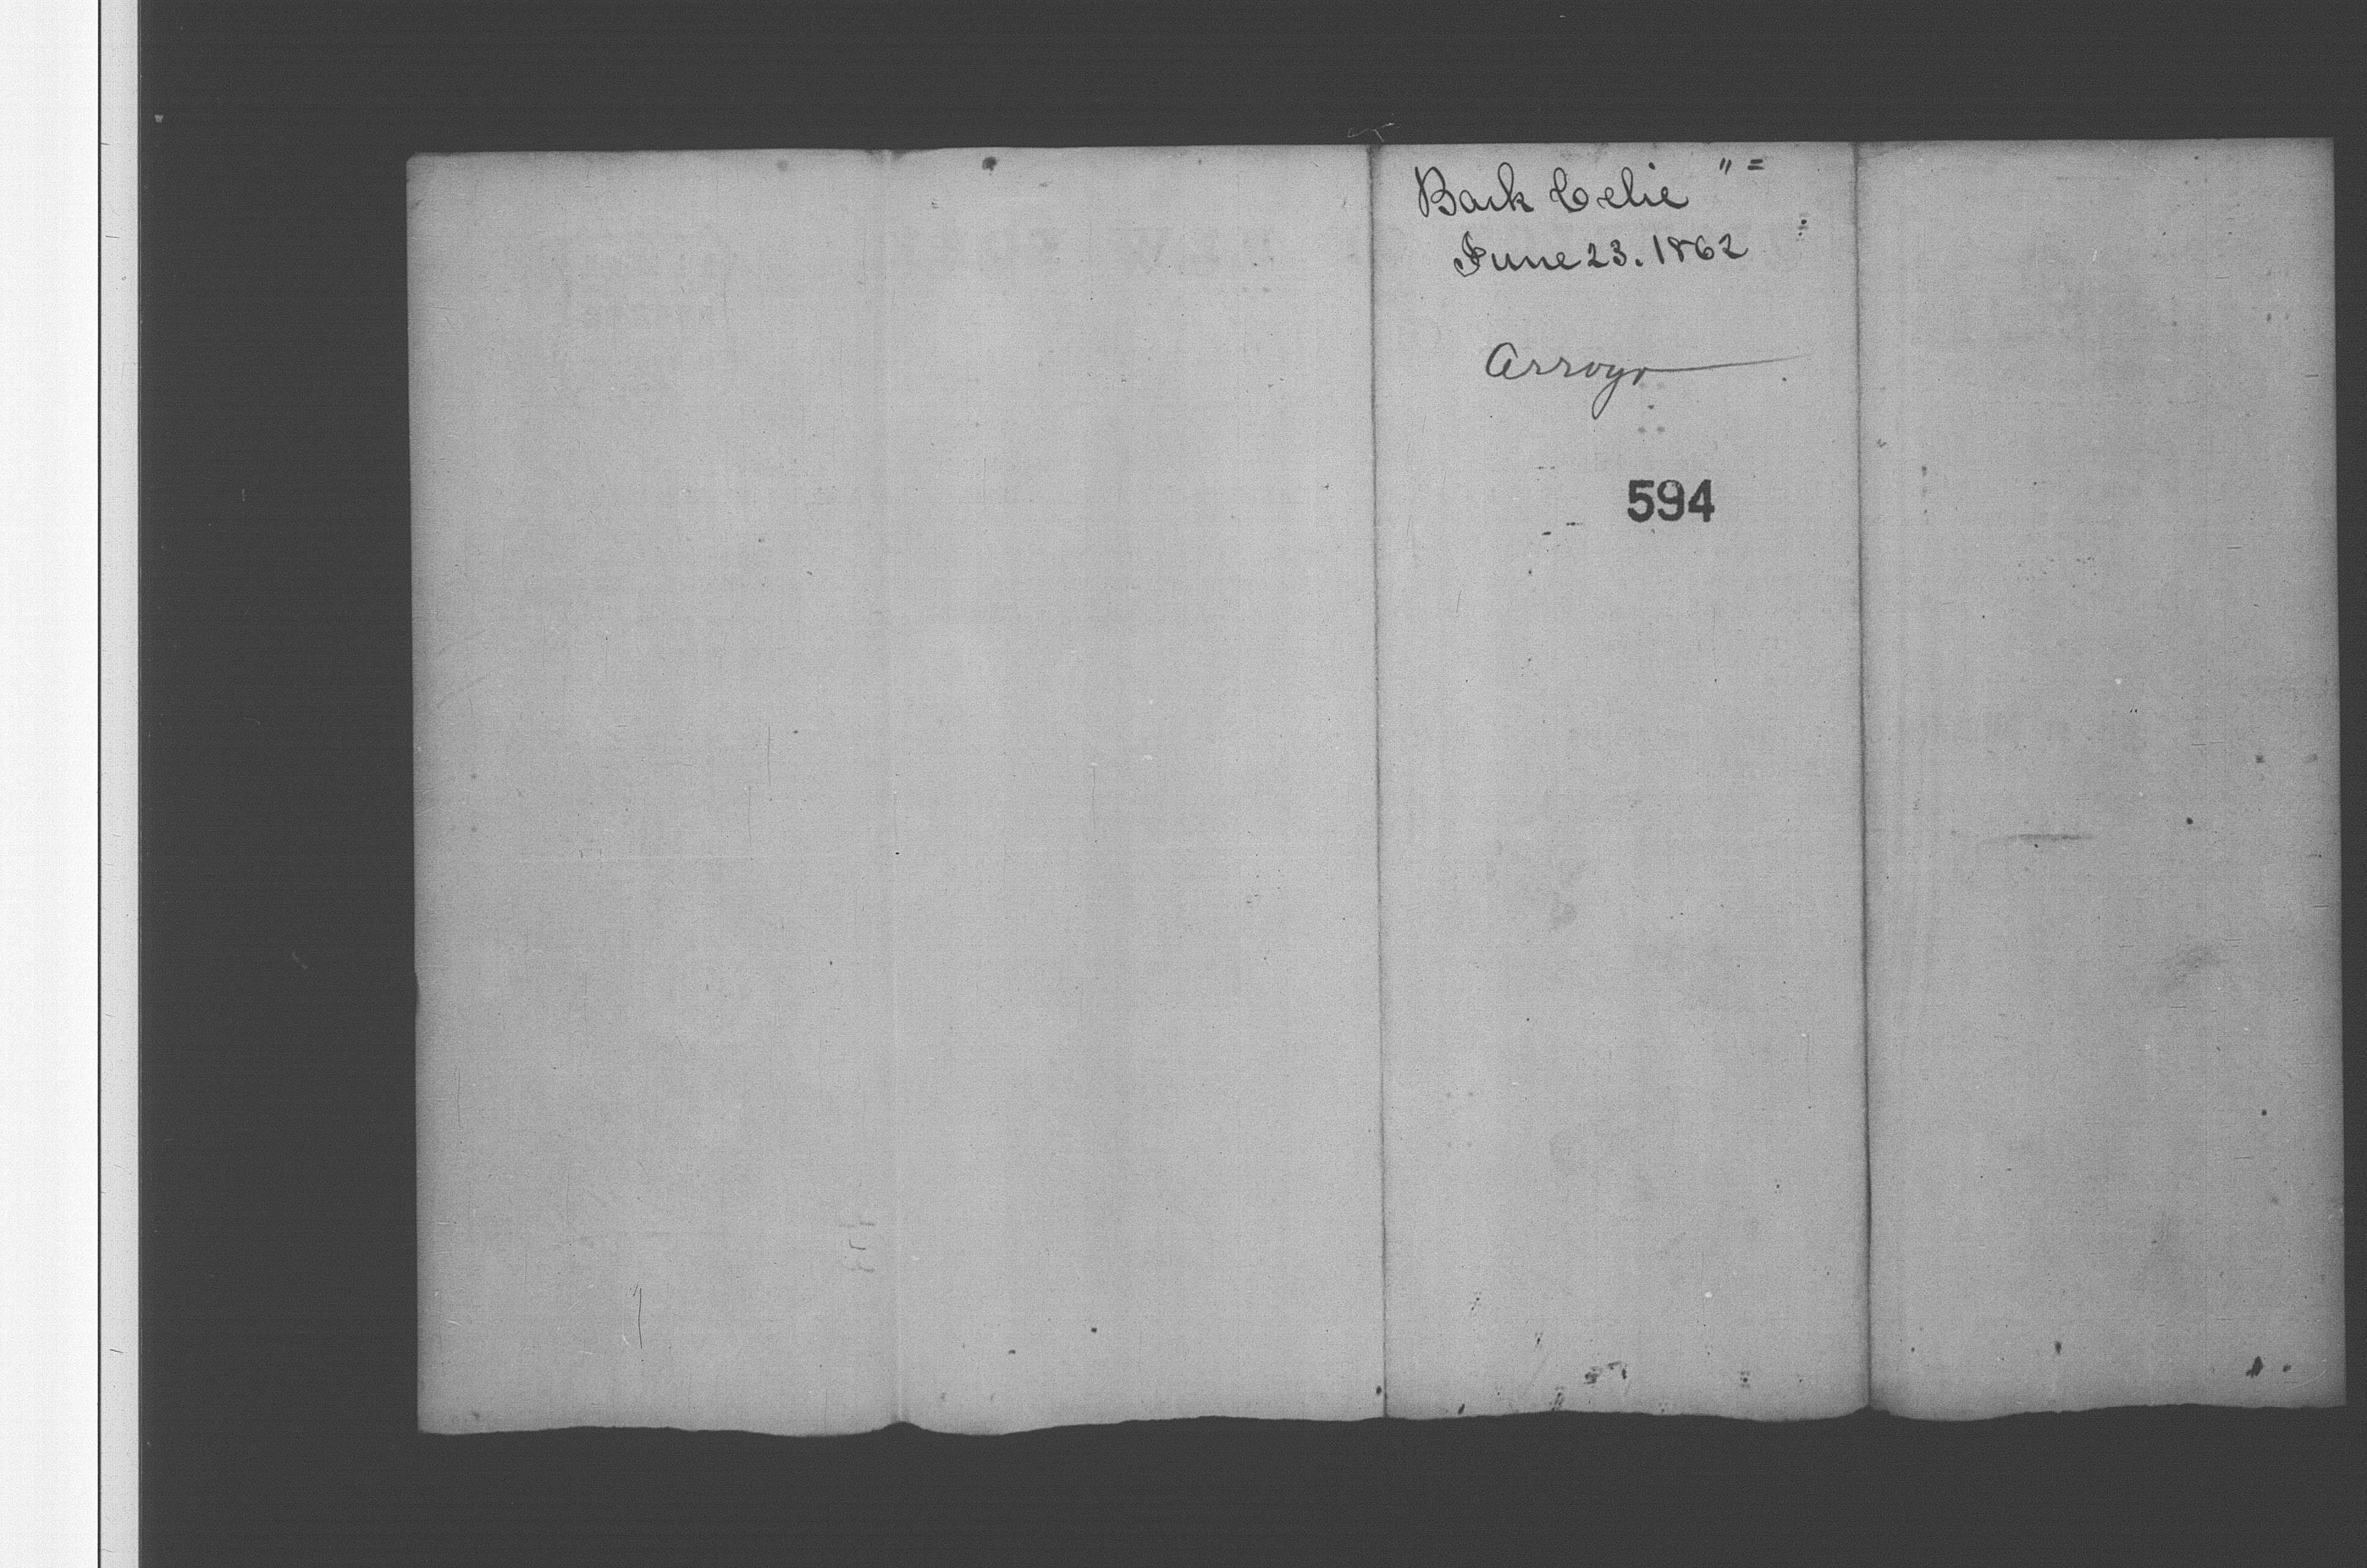 Bark Celie " =
June 23. 1862
Arroyo
594